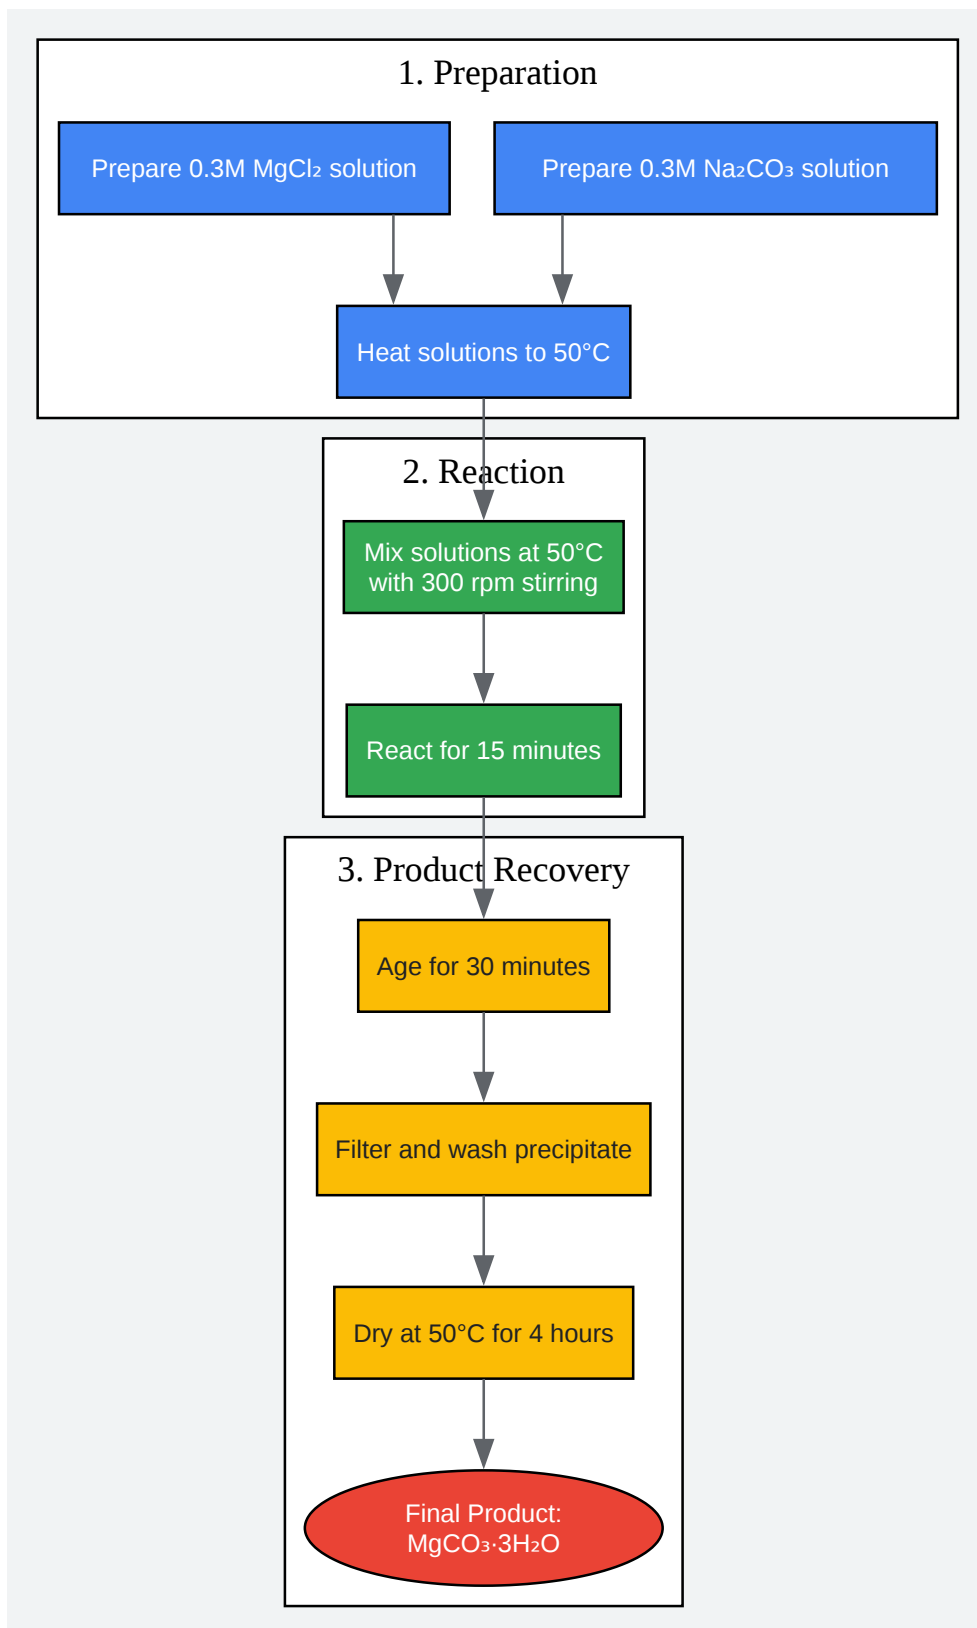 1. Preparation
Prepare 0.3M MgCl₂ solution
Prepare 0.3M Na₂CO₃ solution
Heat solutions to 50°C
2. Reaction
Mix solutions at 50°C
with 300 rpm stirring
React for 15 minutes
3. Product Recovery
Age for 30 minutes
Filter and wash precipitate
Dry at 50°C for 4 hours
Final Product:
MgCO₃·3H₂O